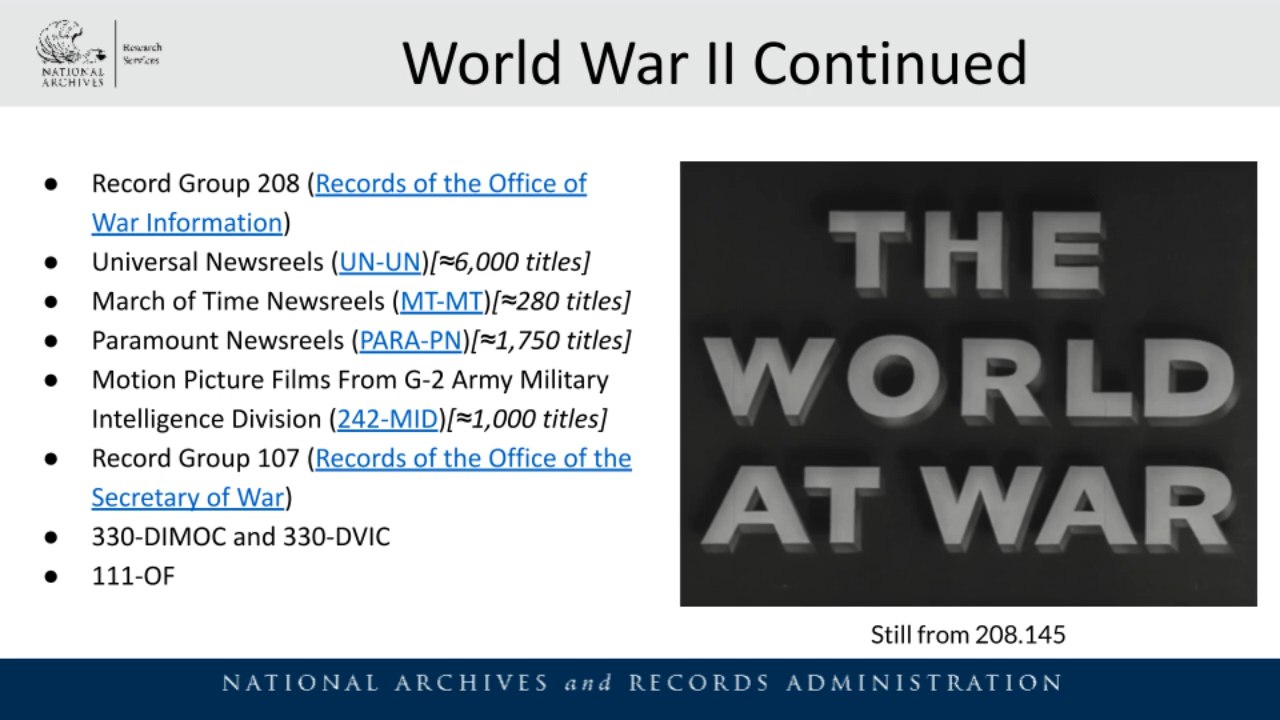 NATIONAL
ARCHIVES
Research
Services
World War II Continued
● Record Group 208 (Records of the Office of
War Information)
● Universal Newsreels (UN-UN)[≈6,000 titles]
● March of Time Newsreels (MT-MT)[≈280 titles]
● Paramount Newsreels (PARA-PN)[≈1,750 titles]
● Motion Picture Films From G-2 Army Military
Intelligence Division (242-MID)[≈1,000 titles]
● Record Group 107 (Records of the Office of the
Secretary of War)
● 330-DIMOC and 330-DVIC
● 111-OF
THE
WORLD
AT WAR
Still from 208.145
NATIONAL ARCHIVES and RECORDS ADMINISTRATION